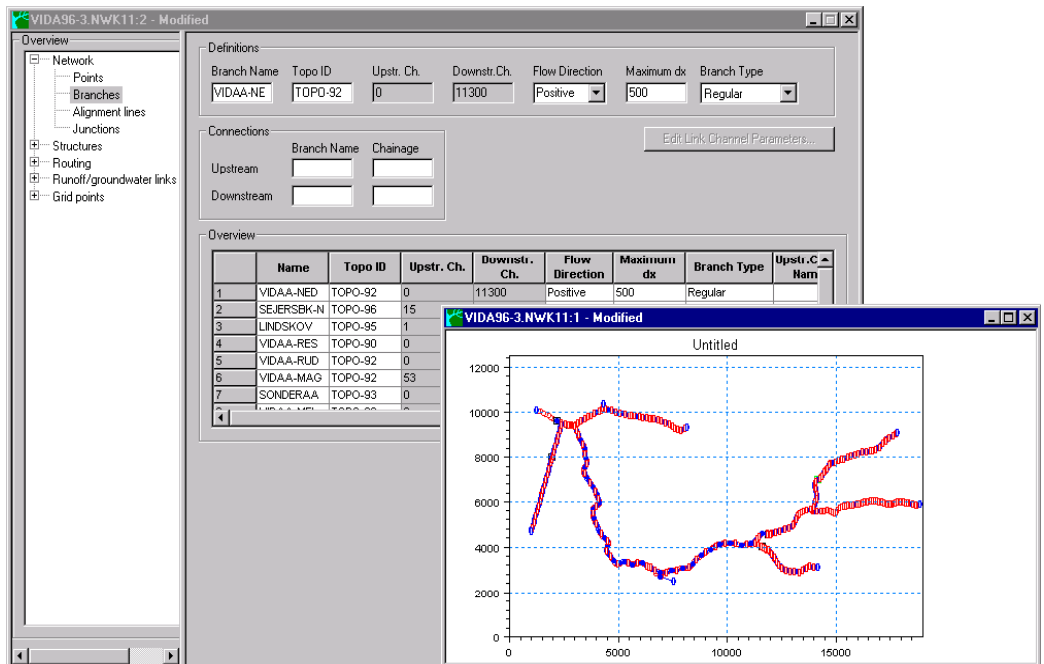 VIDA96-3.NWK11:2 - Modified
Overview
Network
Points
Branches
Alignment lines
Junctions
Structures
Routing
Runoff/groundwater links
Grid points
Definitions
Branch Name Topo ID Upstr. Ch. Downstr.Ch. Flow Direction Maximum dx Branch Type
VIDAA-NE TOPO-92 0 11300 Positive 500 Regular
Connections
Branch Name Chainage
Upstream
Downstream
Edit Link Channel Parameters...
Overview
Name Topo ID Upstr. Ch. Downstr. Ch. Flow Direction Maximum dx Branch Type Upstr.C Nam
1 VIDAA-NED TOPO-92 0 11300 Positive 500 Regular
2 SEJERSBK-N TOPO-96 15
3 LINDSKOV TOPO-95 1
4 VIDAA-RES TOPO-90 0
5 VIDAA-RUD TOPO-92 0
6 VIDAA-MAG TOPO-92 53
7 SONDERAA TOPO-93 0
VIDA96-3.NWK11:1 - Modified
Untitled
12000
10000
8000
6000
4000
2000
0
0 5000 10000 15000